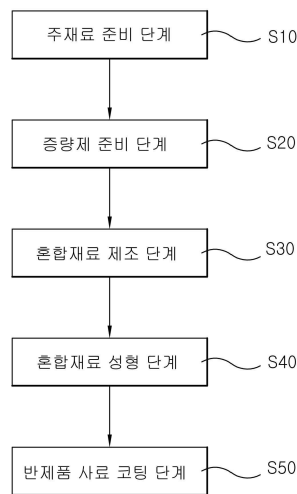 주재료 준비 단계 S10
증량제 준비 단계 S20
혼합재료 제조 단계 S30
혼합재료 성형 단계 S40
반제품 사료 코팅 단계 S50